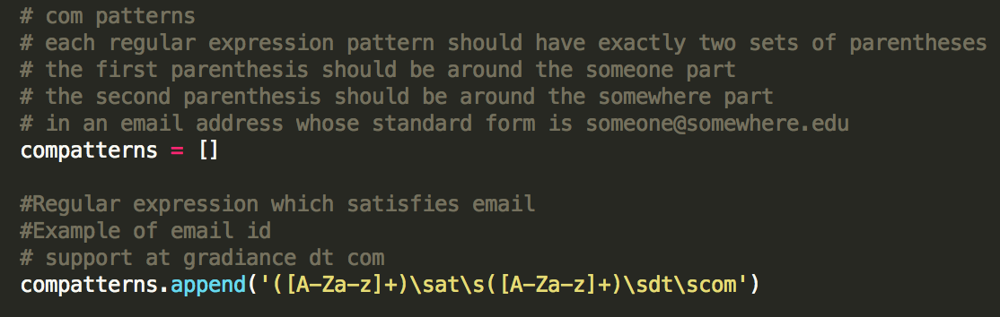 # com patterns
# each regular expression pattern should have exactly two sets of parentheses
# the first parenthesis should be around the someone part
# the second parenthesis should be around the somewhere part
# in an email address whose standard form is someone@somewhere.edu
compatterns = []
#Regular expression which satisfies email
#Example of email id
# support at gradiance dt com
compatterns.append('([A-Za-z]+)\sat\s([A-Za-z]+)\sdt\scom')